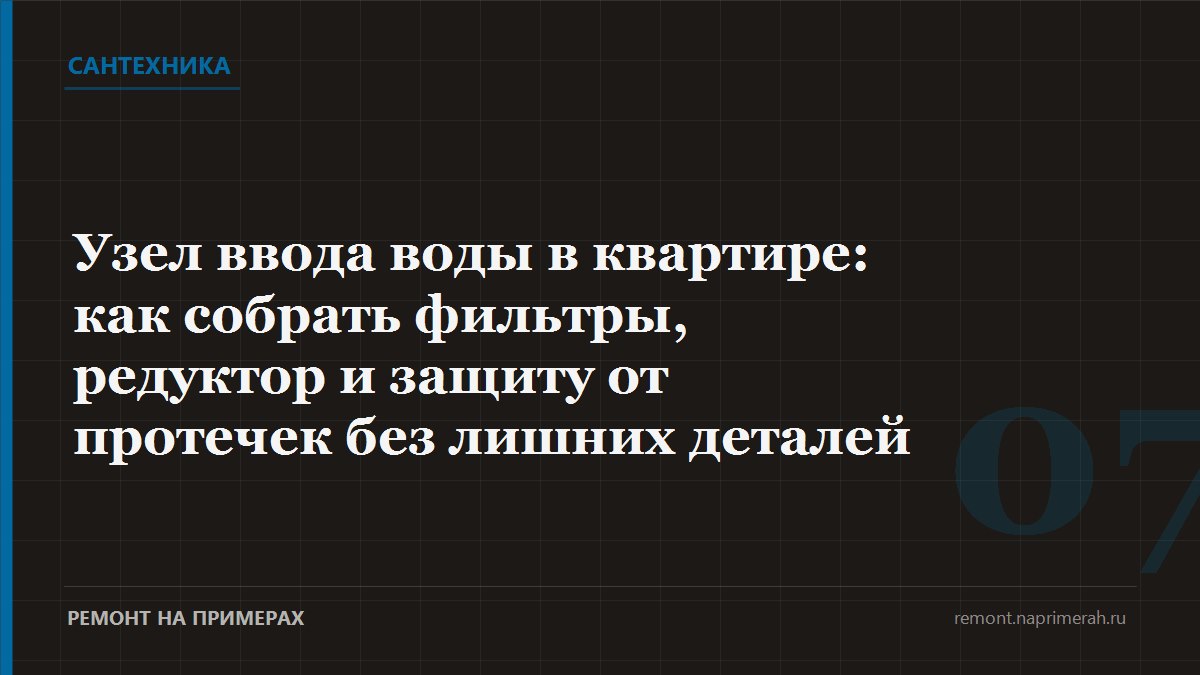 САНТЕХНИКА
Узел ввода воды в квартире:
как собрать фильтры,
редуктор и защиту от
протечек без лишних деталей
07
РЕМОНТ НА ПРИМЕРАХ
remont.naprimerah.ru